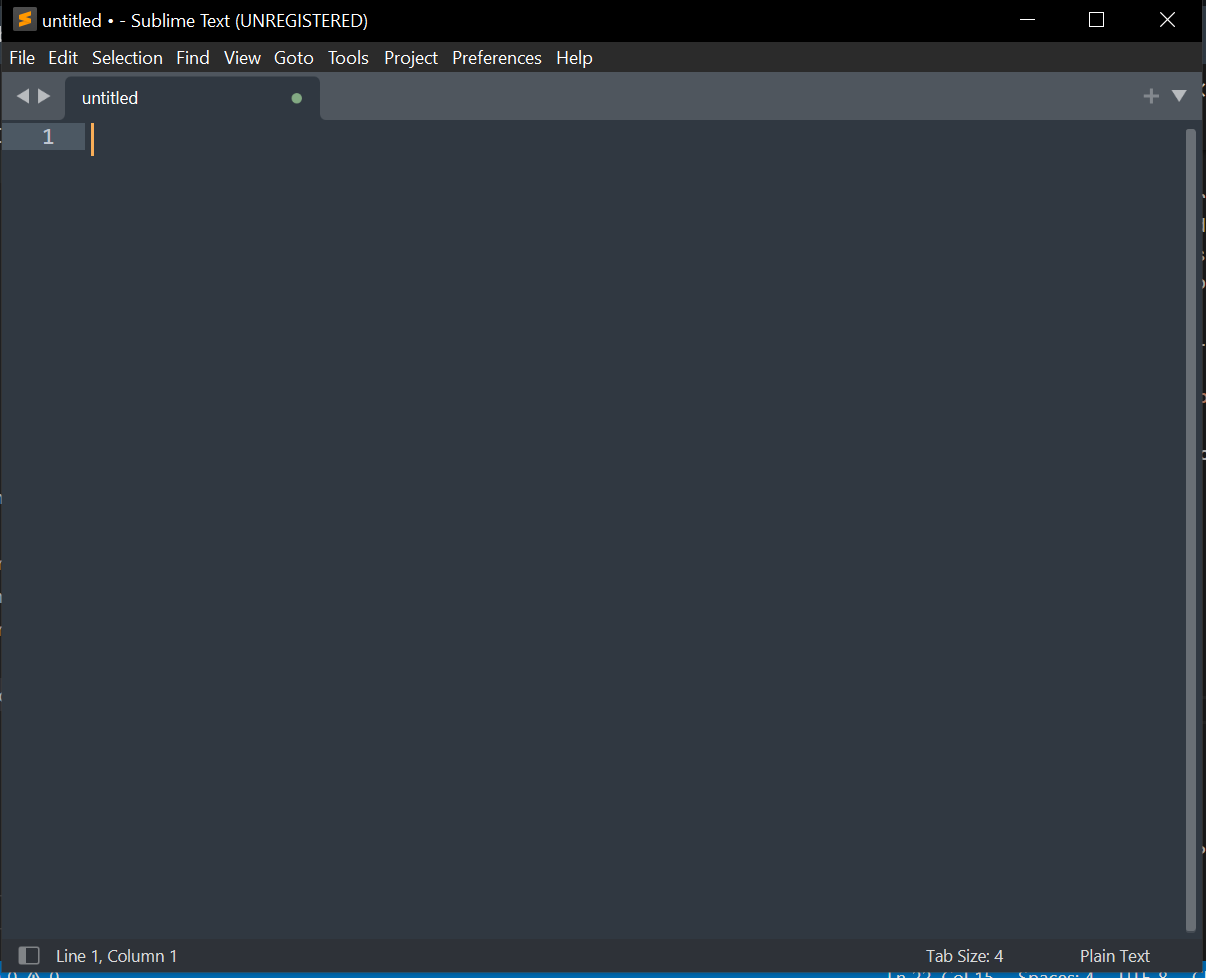 untitled • - Sublime Text (UNREGISTERED)
File Edit Selection Find View Goto Tools Project Preferences Help
untitled
1
Line 1, Column 1 Tab Size: 4 Plain Text